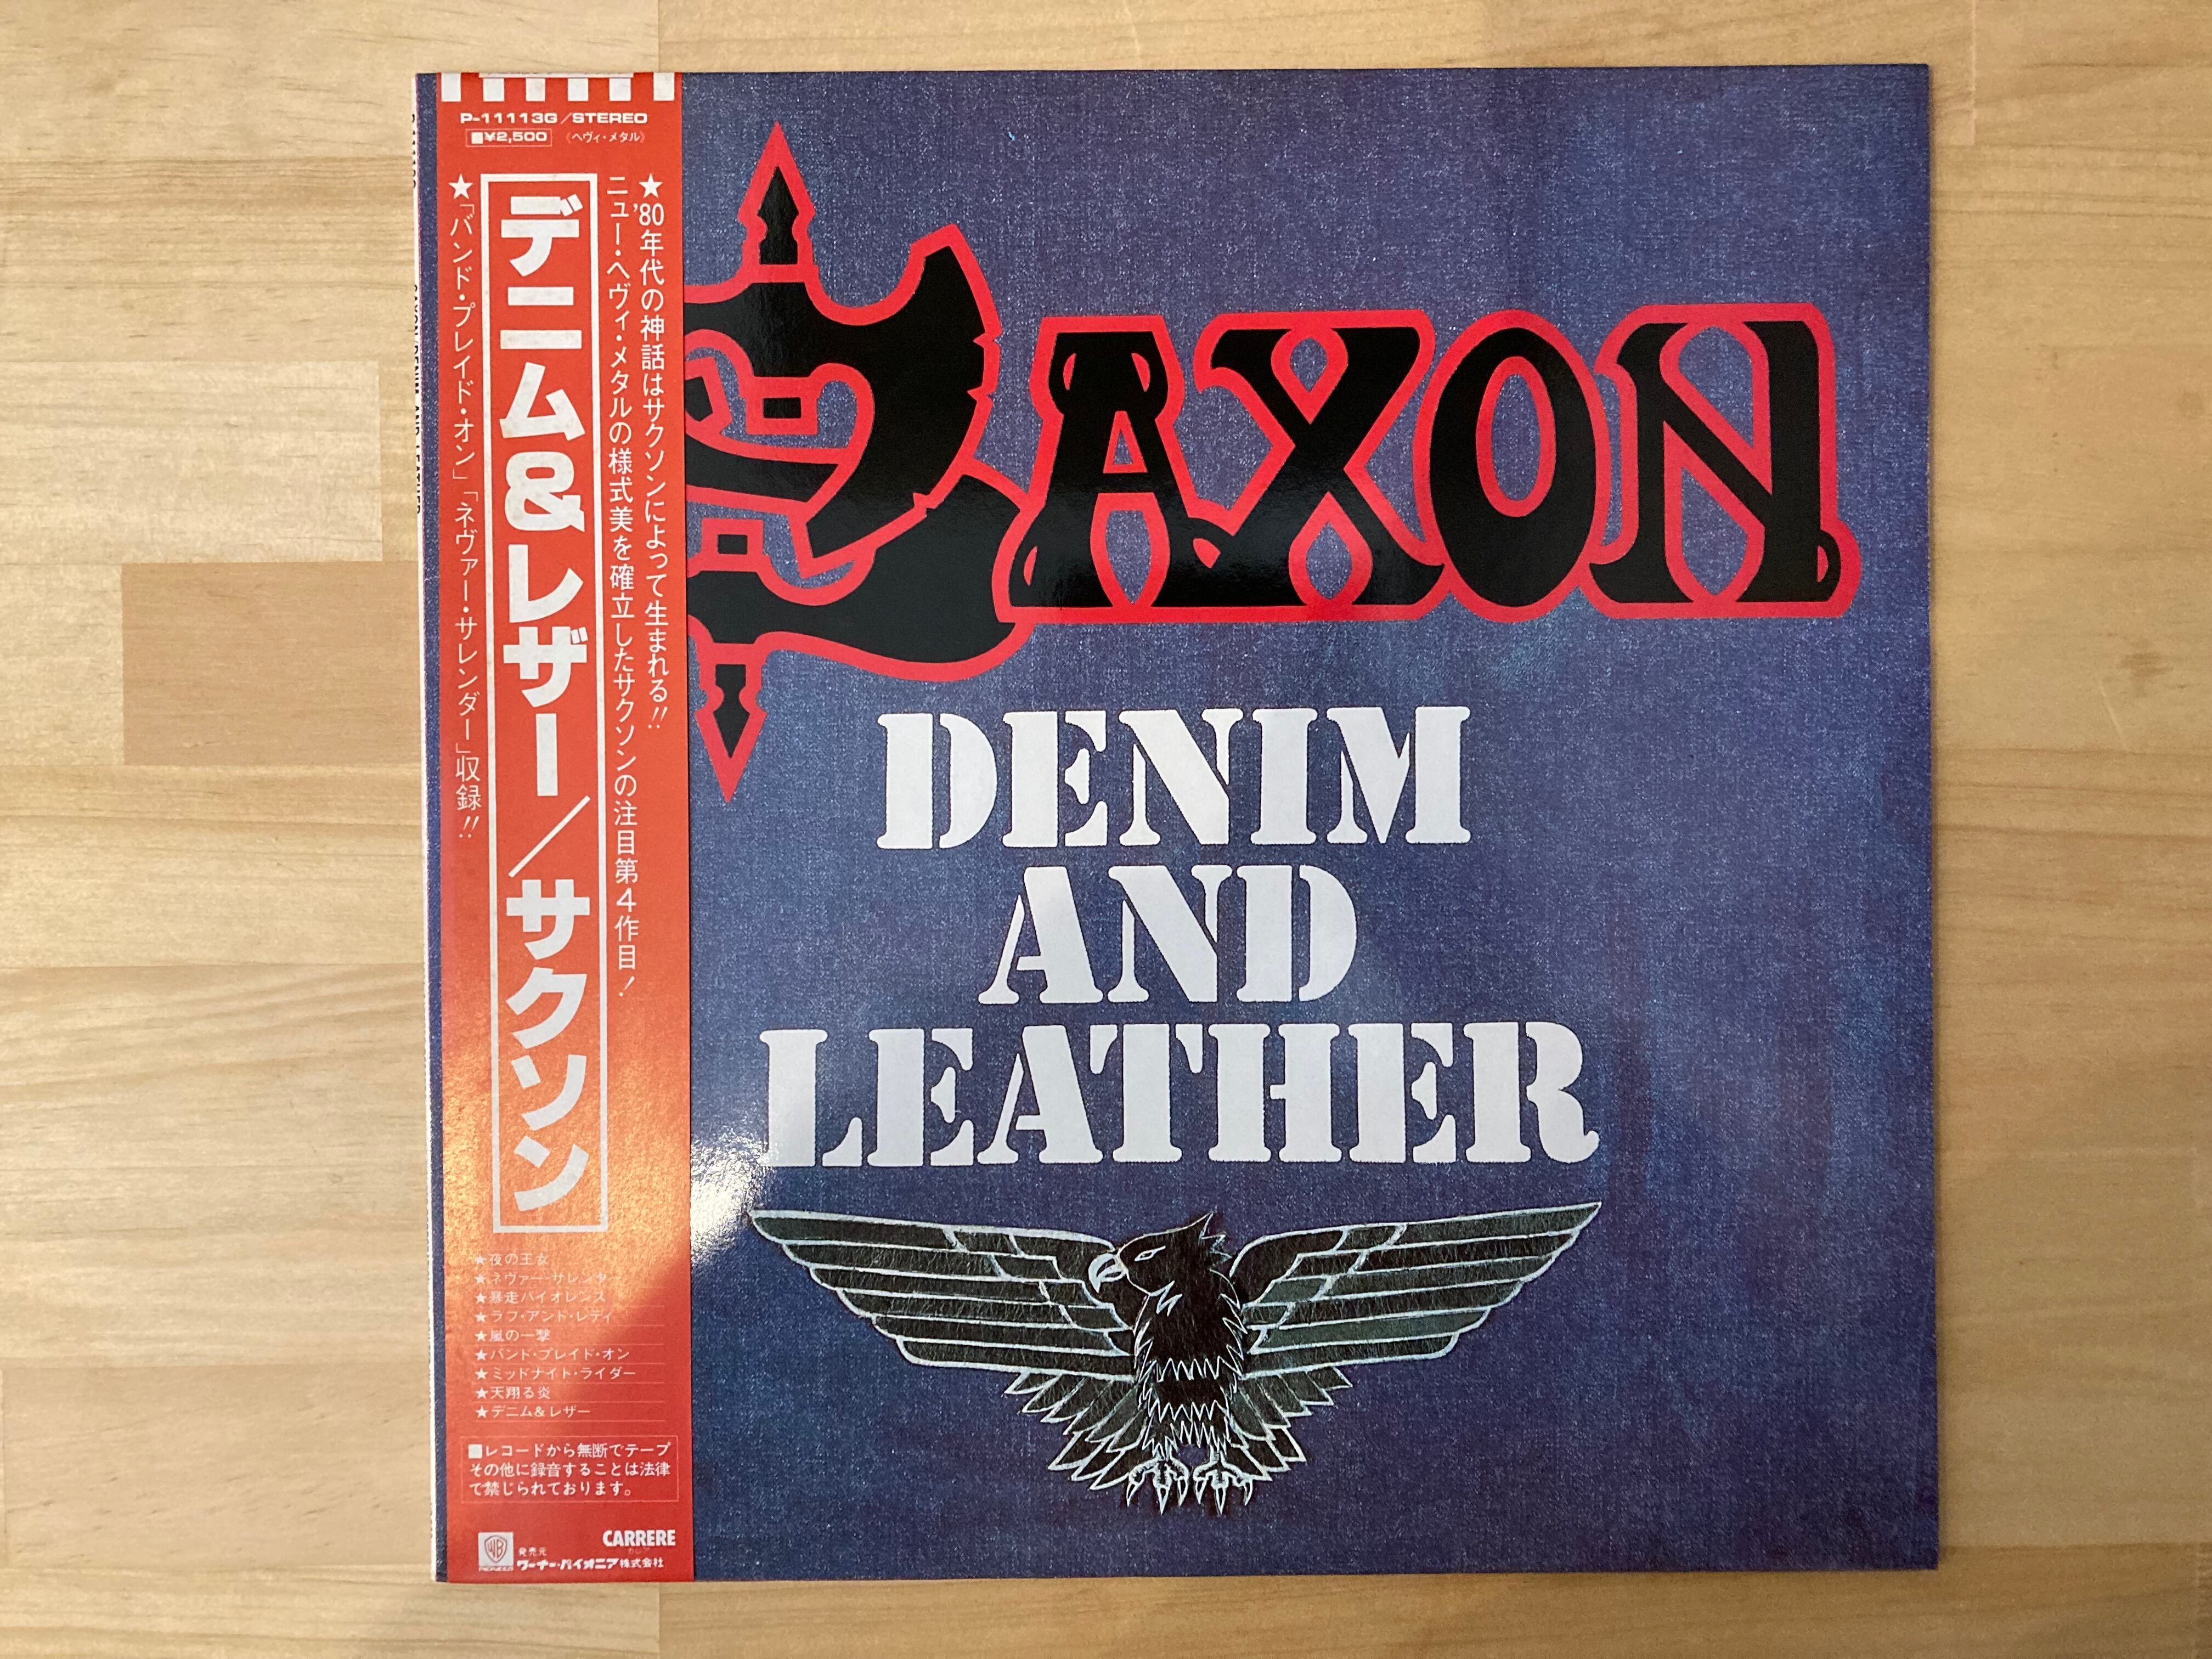 P-11113G/STEREO
■¥2,500 《ヘヴィ・メタル》
★'80年代の神話はサクソンによって生まれる!!
ニュー・ヘヴィ・メタルの様式美を確立したサクソンの注目第4作目!
デニム&レザー/サクソン
★「バンド・プレイド・オン」「ネヴァー・サレンダー」収録!!
★夜の王女
★ネヴァー・サレンダー
★暴走バイオレンス
★ラフ・アンド・レディ
★嵐の一撃
★バンド・プレイド・オン
★ミッドナイト・ライダー
★天翔る炎
★デニム&レザー
■レコードから無断でテープ
その他に録音することは法律
で禁じられております。
CARRERE
カレア
WB
PIONEER
発売元
ワーナー・パイオニア株式会社
SAXON
DENIM
AND
LEATHER
SAXON/DENIM AND LEATHER